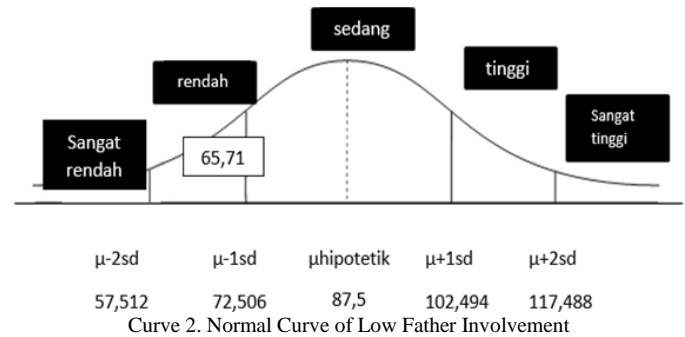 sedang
rendah
tinggi
Sangat
tinggi
Sangat
rendah
65,71
µ-2sd µ-1sd µhipotetik µ+1sd µ+2sd
57,512 72,506 87,5 102,494 117,488
Curve 2. Normal Curve of Low Father Involvement